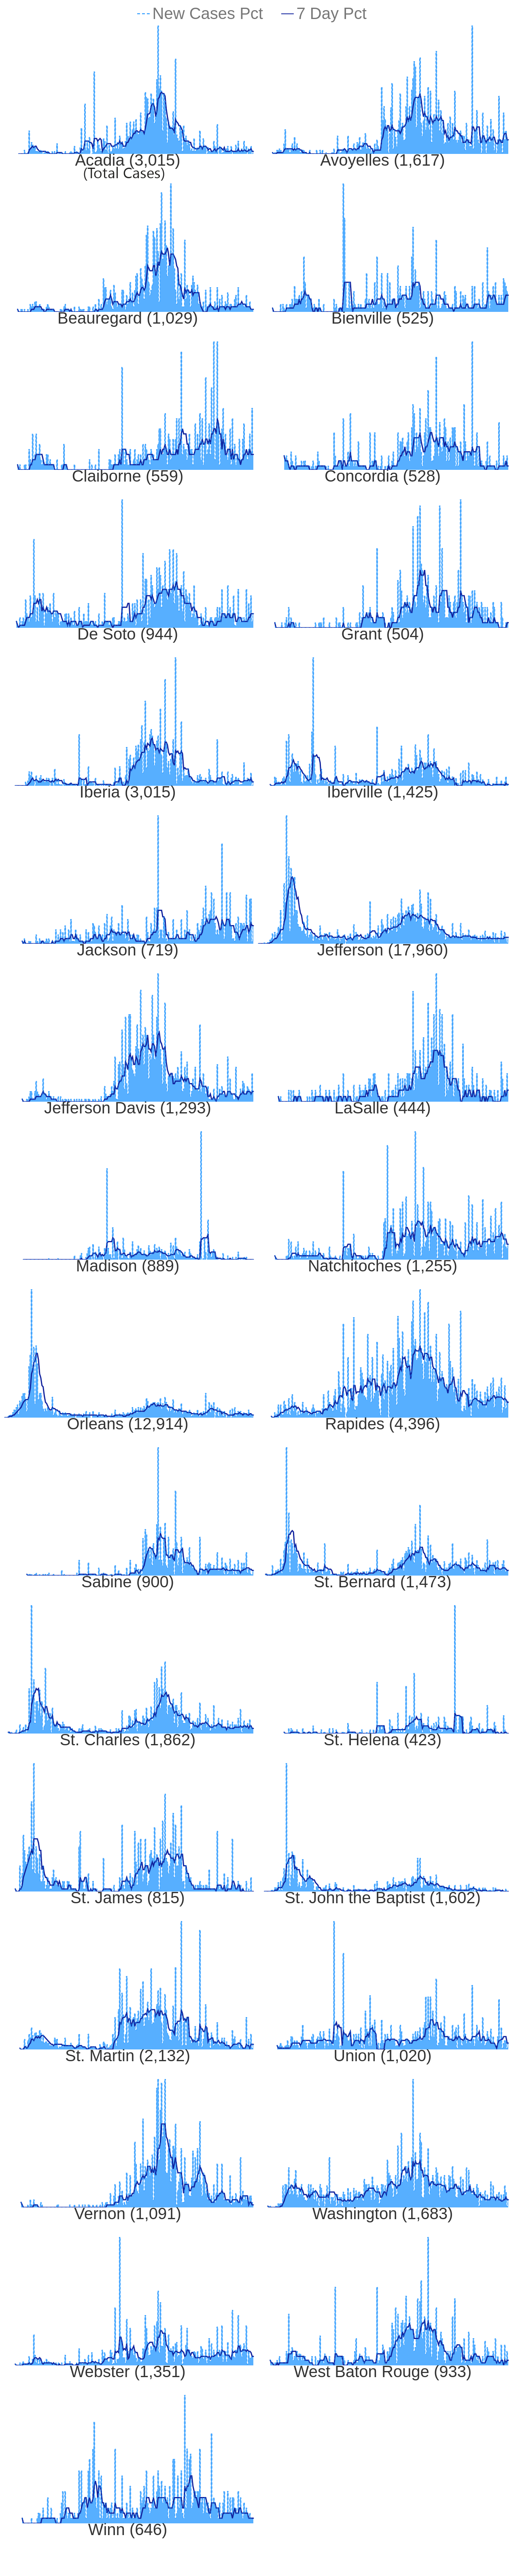 New Cases Pct 7 Day Pct
Acadia (3,015) Avoyelles (1,617)
(Total Cases)
Beauregard (1,029) Bienville (525)
Claiborne (559) Concordia (528)
De Soto (944) Grant (504)
Iberia (3,015) Iberville (1,425)
Jackson (719) Jefferson (17,960)
Jefferson Davis (1,293) LaSalle (444)
Madison (889) Natchitoches (1,255)
Orleans (12,914) Rapides (4,396)
Sabine (900) St. Bernard (1,473)
St. Charles (1,862) St. Helena (423)
St. James (815) St. John the Baptist (1,602)
St. Martin (2,132) Union (1,020)
Vernon (1,091) Washington (1,683)
Webster (1,351) West Baton Rouge (933)
Winn (646)